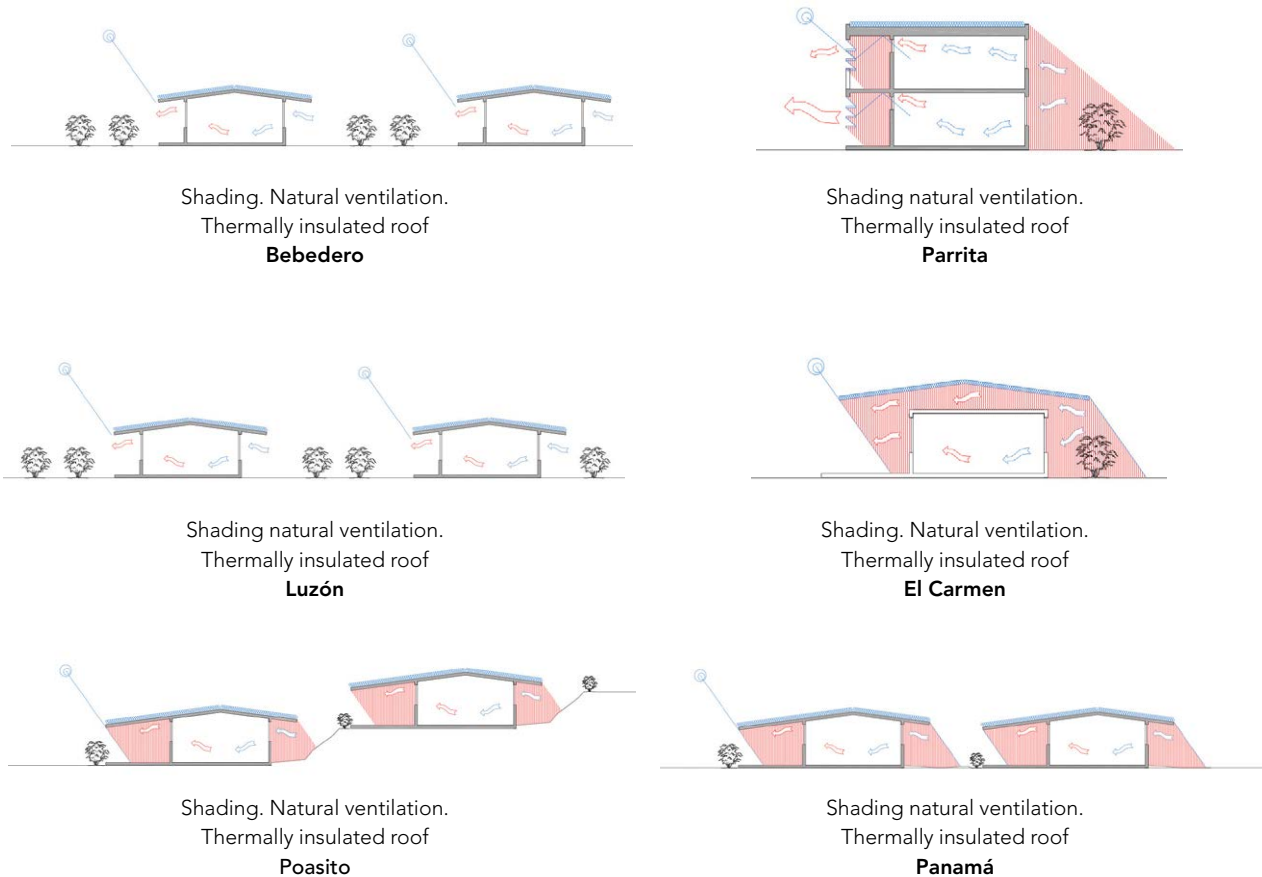 Shading. Natural ventilation.
Thermally insulated roof
Bebedero
Shading natural ventilation.
Thermally insulated roof
Parrita
Shading natural ventilation.
Thermally insulated roof
Luzón
Shading. Natural ventilation.
Thermally insulated roof
El Carmen
Shading. Natural ventilation.
Thermally insulated roof
Poasito
Shading natural ventilation.
Thermally insulated roof
Panamá